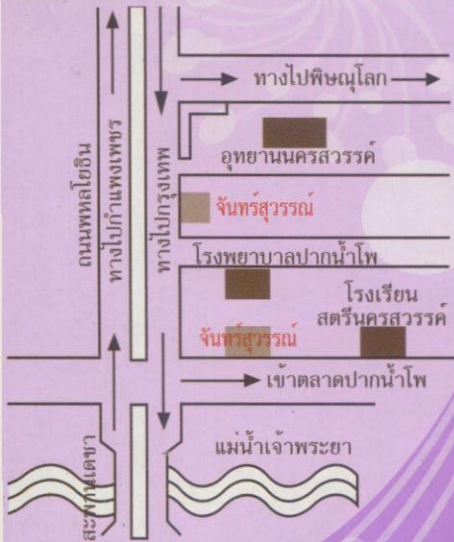 ทางไปพิษณุโลก
อุทยานนครสวรรค์
ถนนพหลโยธิน
ทางไปกำแพงเพชร
ทางไปกรุงเทพ
จันทร์สุวรรณ์
โรงพยาบาลปากน้ำโพ
โรงเรียน
สตรีนครสวรรค์
จันทร์สุวรรณ์
เข้าตลาดปากน้ำโพ
แม่น้ำเจ้าพระยา
สะพานเดชา